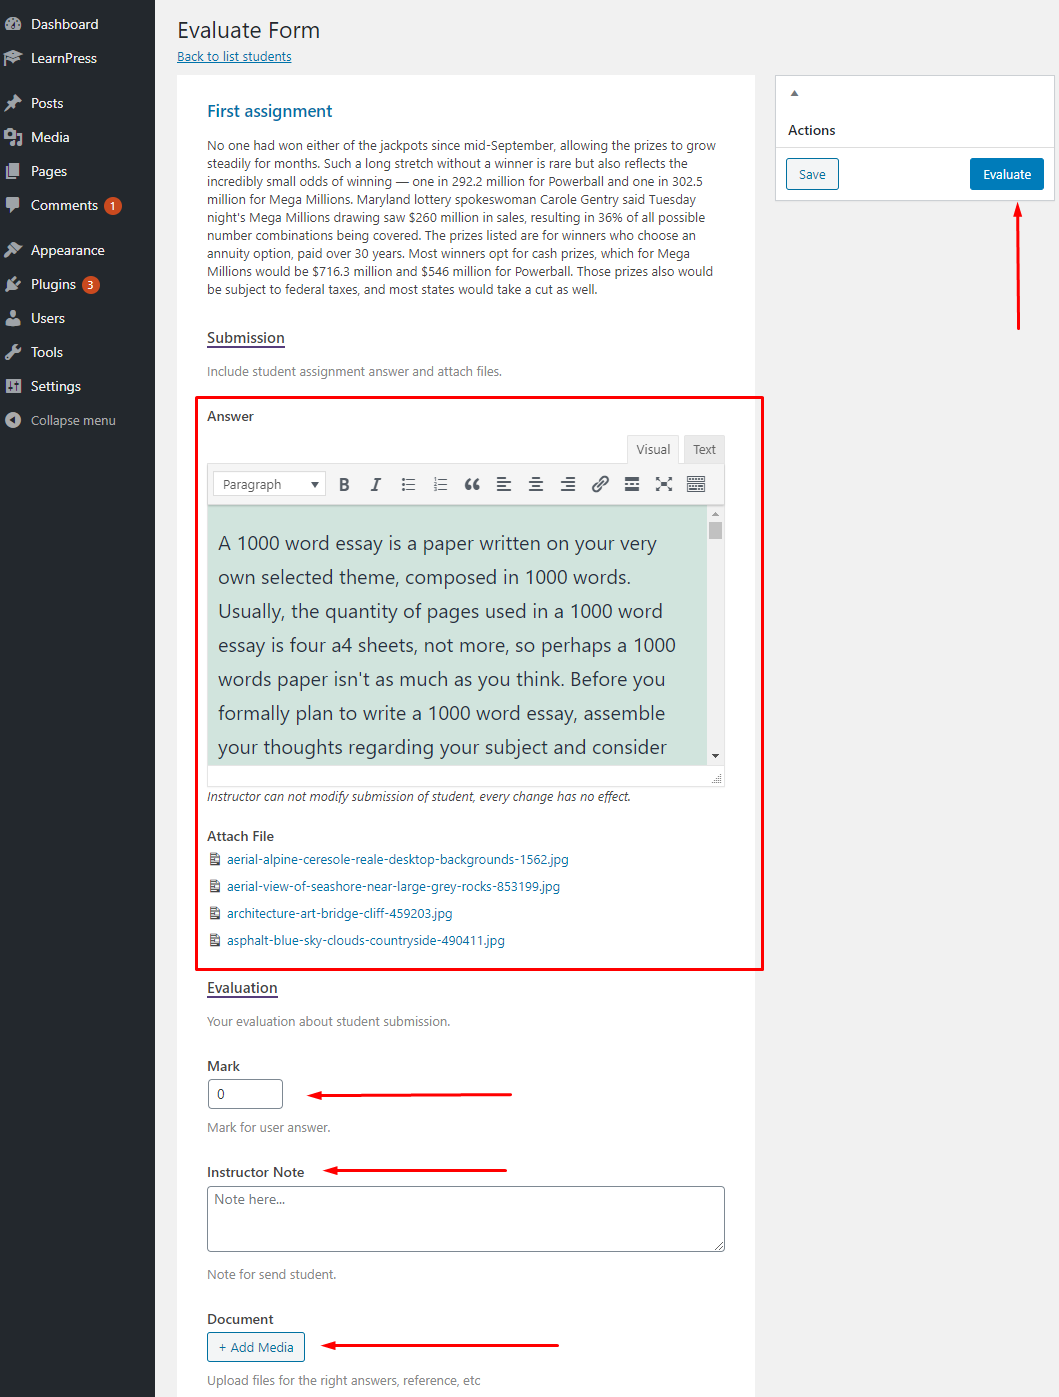 Dashboard
LearnPress
Posts
Media
Pages
Comments 1
Appearance
Plugins 3
Users
Tools
Settings
Collapse menu
Evaluate Form
Back to list students
First assignment
No one had won either of the jackpots since mid-September, allowing the prizes to grow
steadily for months. Such a long stretch without a winner is rare but also reflects the
incredibly small odds of winning — one in 292.2 million for Powerball and one in 302.5
million for Mega Millions. Maryland lottery spokeswoman Carole Gentry said Tuesday
night's Mega Millions drawing saw $260 million in sales, resulting in 36% of all possible
number combinations being covered. The prizes listed are for winners who choose an
annuity option, paid over 30 years. Most winners opt for cash prizes, which for Mega
Millions would be $716.3 million and $546 million for Powerball. Those prizes also would
be subject to federal taxes, and most states would take a cut as well.
Submission
Include student assignment answer and attach files.
Answer
Visual Text
Paragraph
A 1000 word essay is a paper written on your very
own selected theme, composed in 1000 words.
Usually, the quantity of pages used in a 1000 word
essay is four a4 sheets, not more, so perhaps a 1000
words paper isn't as much as you think. Before you
formally plan to write a 1000 word essay, assemble
your thoughts regarding your subject and consider
Instructor can not modify submission of student, every change has no effect.
Attach File
aerial-alpine-ceresole-reale-desktop-backgrounds-1562.jpg
aerial-view-of-seashore-near-large-grey-rocks-853199.jpg
architecture-art-bridge-cliff-459203.jpg
asphalt-blue-sky-clouds-countryside-490411.jpg
Evaluation
Your evaluation about student submission.
Mark
0
Mark for user answer.
Instructor Note
Note here...
Note for send student.
Document
+ Add Media
Upload files for the right answers, reference, etc
Actions
Save Evaluate